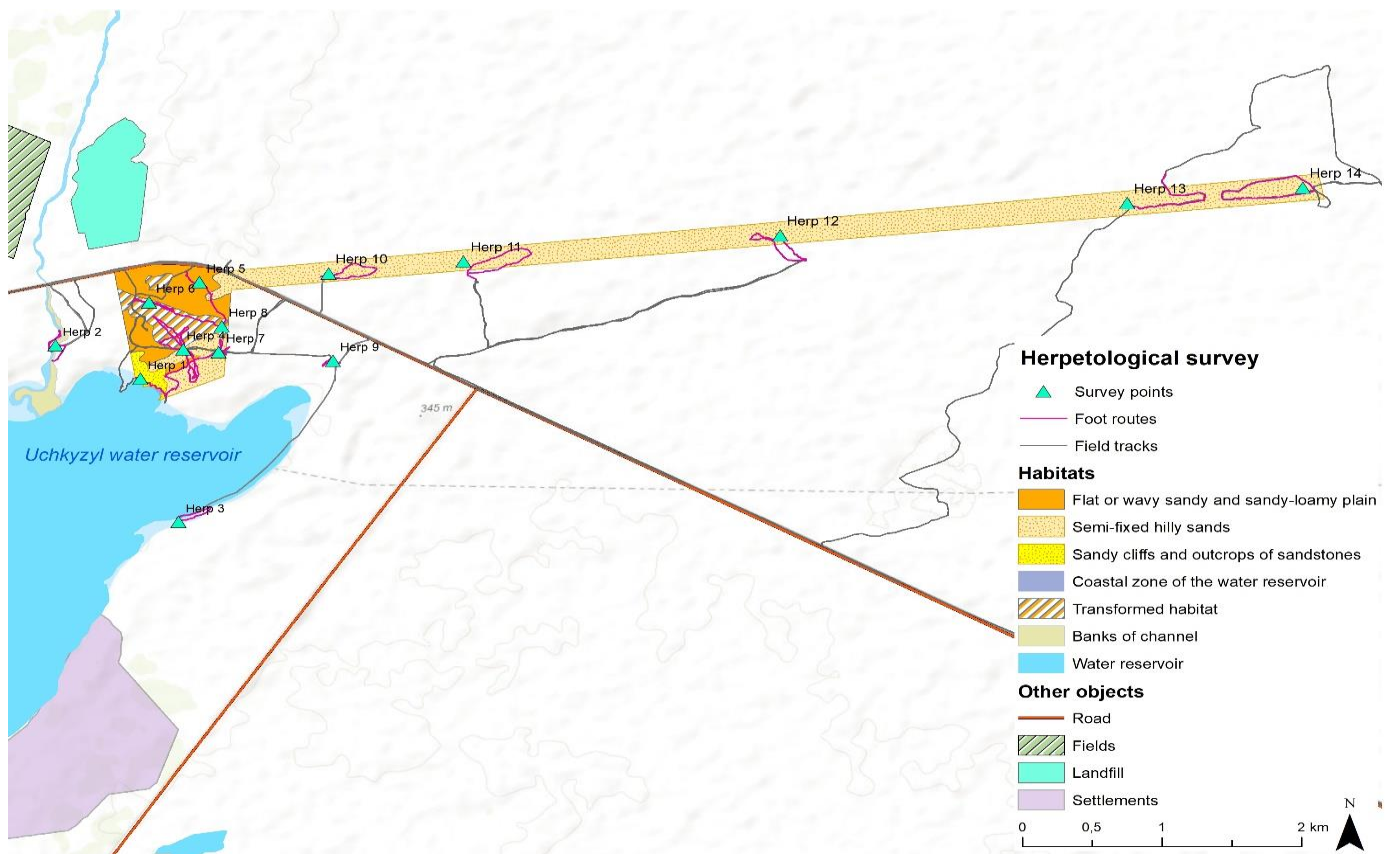 Herp 14
Herp 13
Herp 12
Herp 11
Herp 10
Herp 5
Herp 6
Herp 8
Herp 2
Herp 4
Herp 7
Herp 9
Herp 1
345 m
Uchkyzyl water reservoir
Herp 3
Herpetological survey
Survey points
Foot routes
Field tracks
Habitats
Flat or wavy sandy and sandy-loamy plain
Semi-fixed hilly sands
Sandy cliffs and outcrops of sandstones
Coastal zone of the water reservoir
Transformed habitat
Banks of channel
Water reservoir
Other objects
Road
Fields
Landfill
Settlements
N
0 0,5 1 2 km